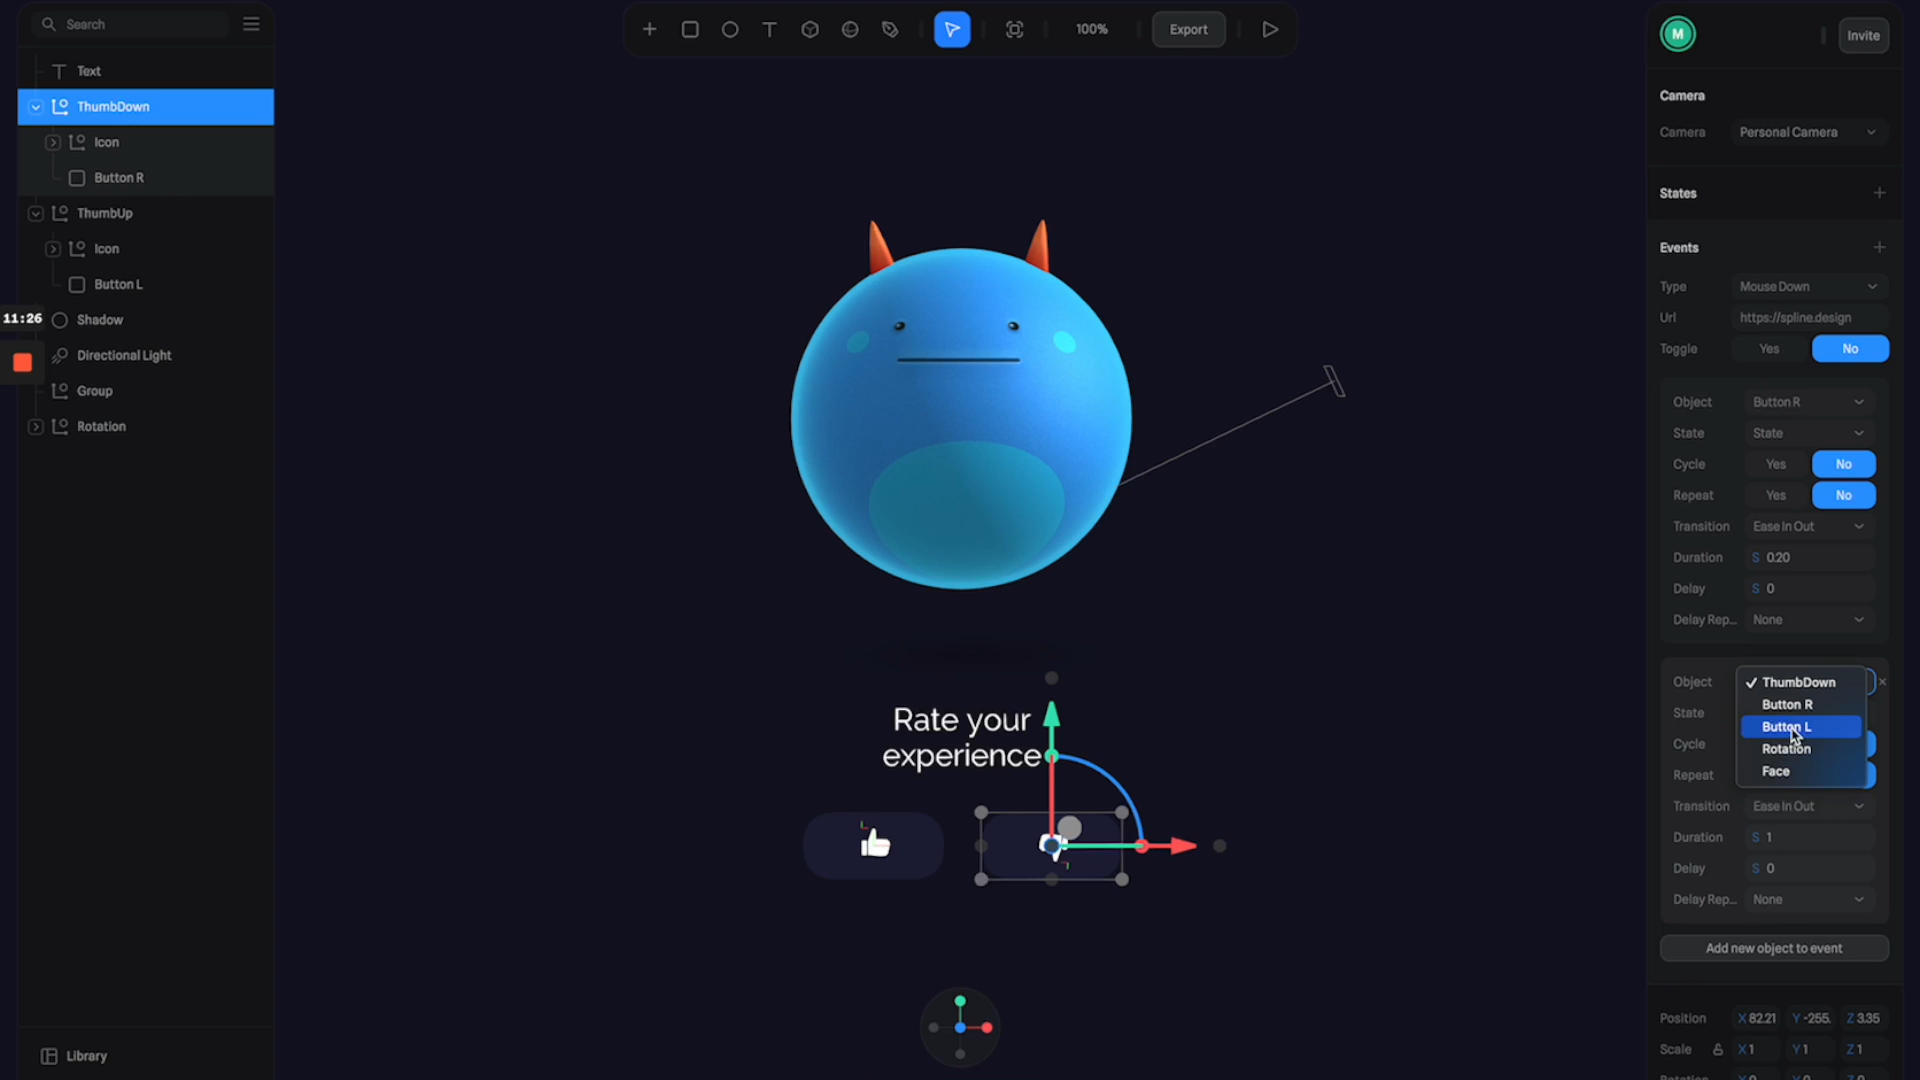 Search
Text
ThumbDown
Icon
Button R
ThumbUp
Icon
Button L
11:26
Shadow
Directional Light
Group
Rotation
Library
100%
Export
Rate your
experience
M
Invite
Camera
Camera Personal Camera
States
Events
Type Mouse Down
Url https://spline.design
Toggle Yes No
Object Button R
State State
Cycle Yes No
Repeat Yes No
Transition Ease In Out
Duration S 0.20
Delay S 0
Delay Rep... None
Object ThumbDown
Button R
State Button L
Cycle Rotation
Repeat Face
Transition Ease In Out
Duration S 1
Delay S 0
Delay Rep... None
Add new object to event
Position X 82.21 Y -255. Z 3.35
Scale X 1 Y 1 Z 1